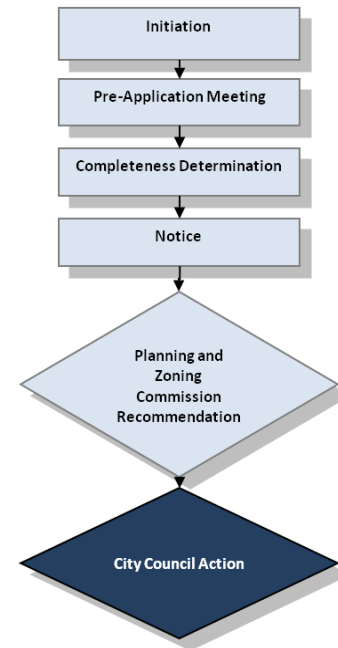 Initiation
Pre-Application Meeting
Completeness Determination
Notice
Planning and
Zoning
Commission
Recommendation
City Council Action